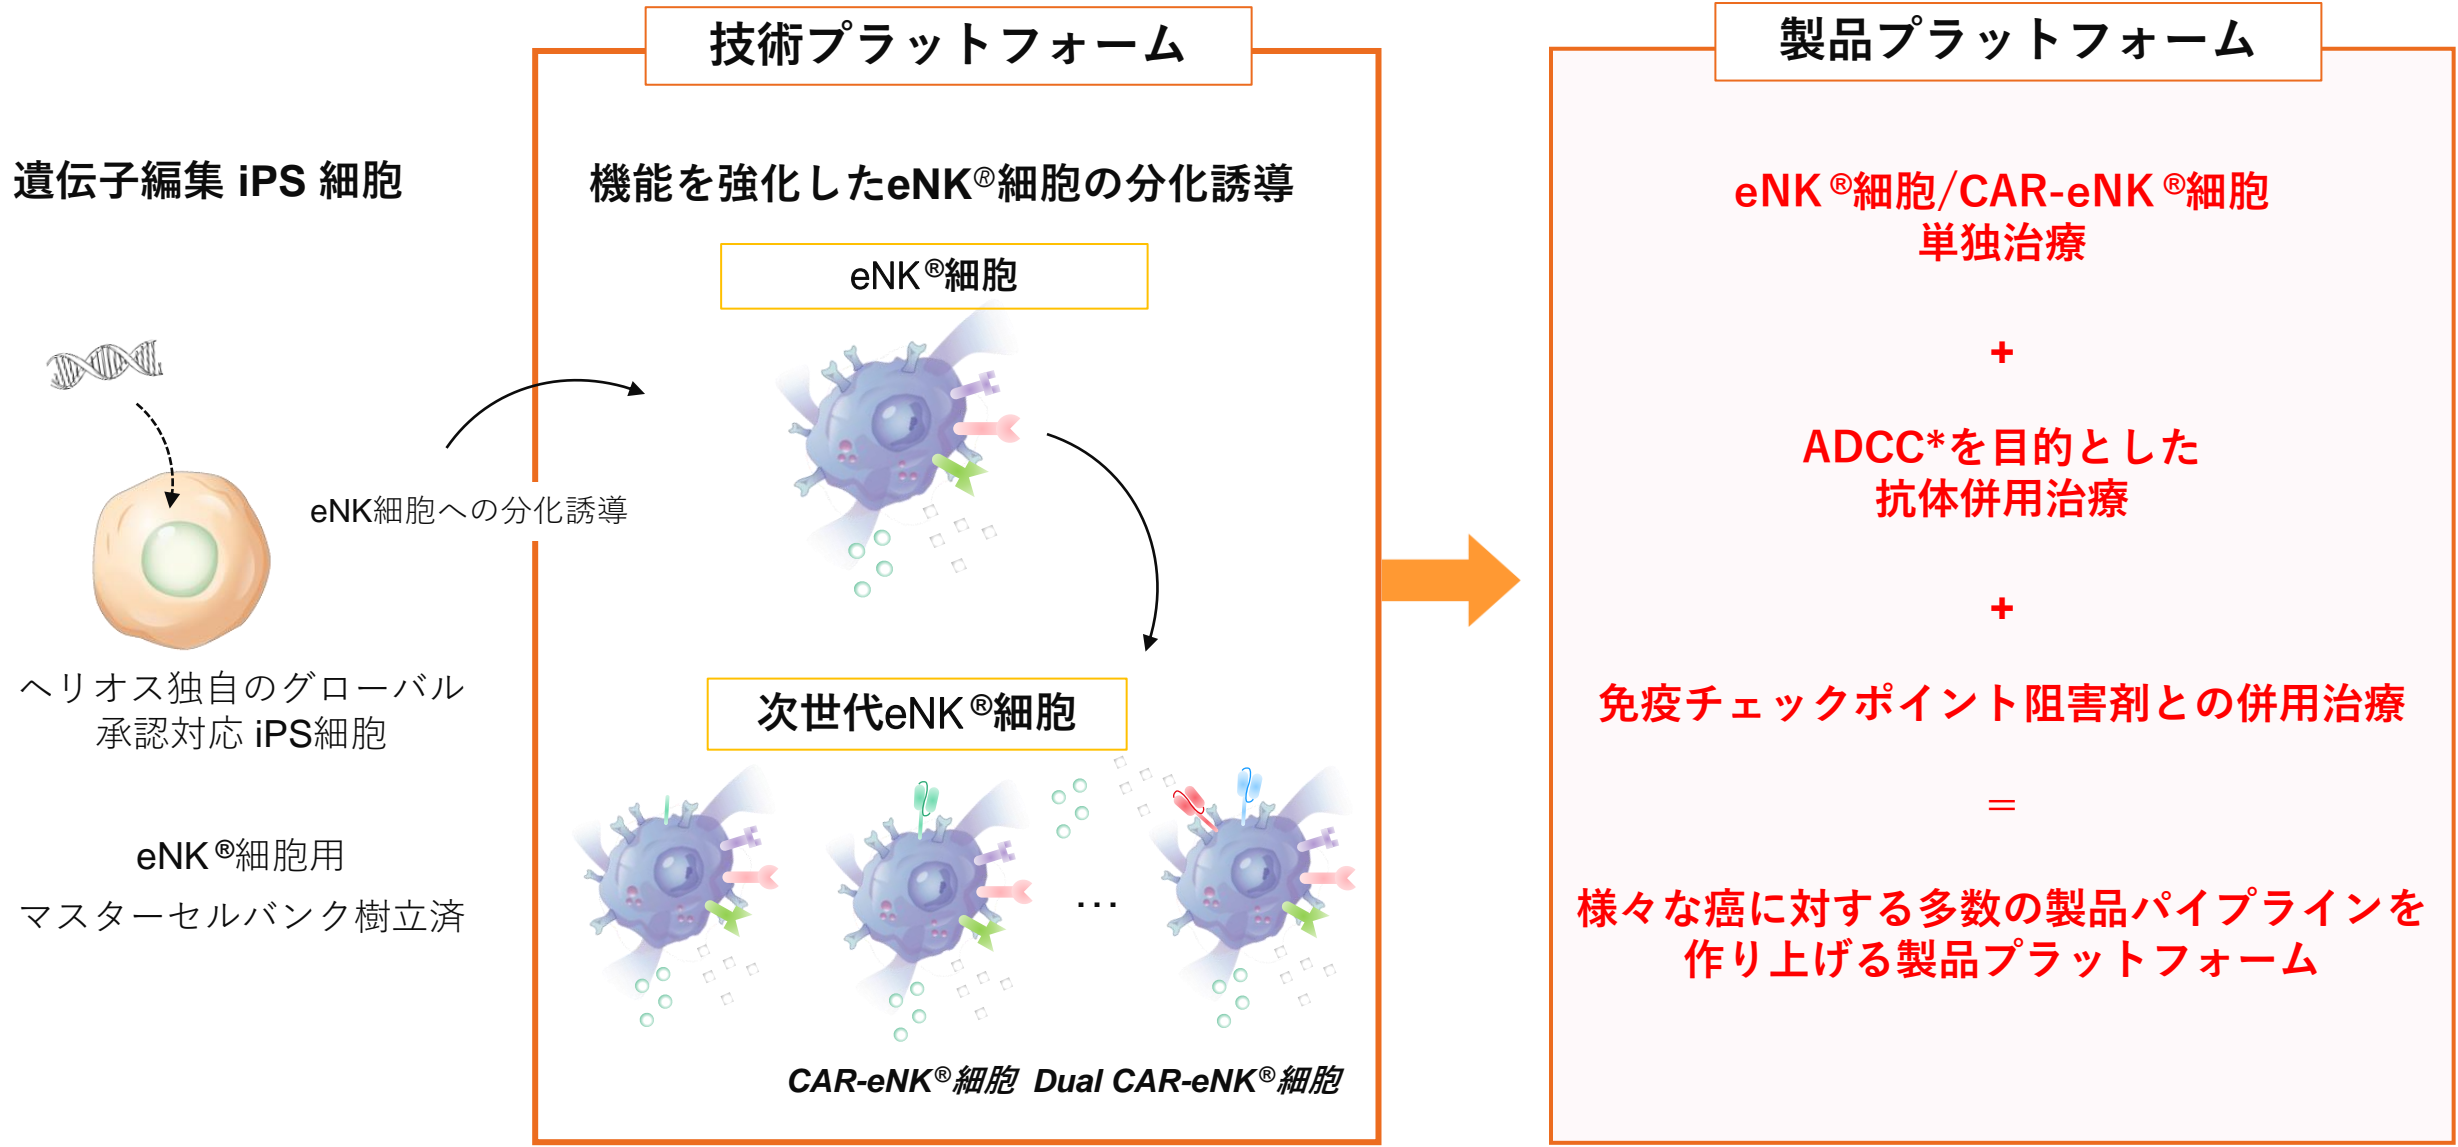 遺伝子編集 iPS 細胞
eNK細胞への分化誘導
ヘリオス独自のグローバル
承認対応 iPS細胞
eNK®細胞用
マスターセルバンク樹立済
技術プラットフォーム
機能を強化したeNK®細胞の分化誘導
eNK®細胞
次世代eNK®細胞
…
CAR-eNK®細胞 Dual CAR-eNK®細胞
製品プラットフォーム
eNK®細胞/CAR-eNK®細胞
単独治療
+
ADCC*を目的とした
抗体併用治療
+
免疫チェックポイント阻害剤との併用治療
＝
様々な癌に対する多数の製品パイプラインを
作り上げる製品プラットフォーム